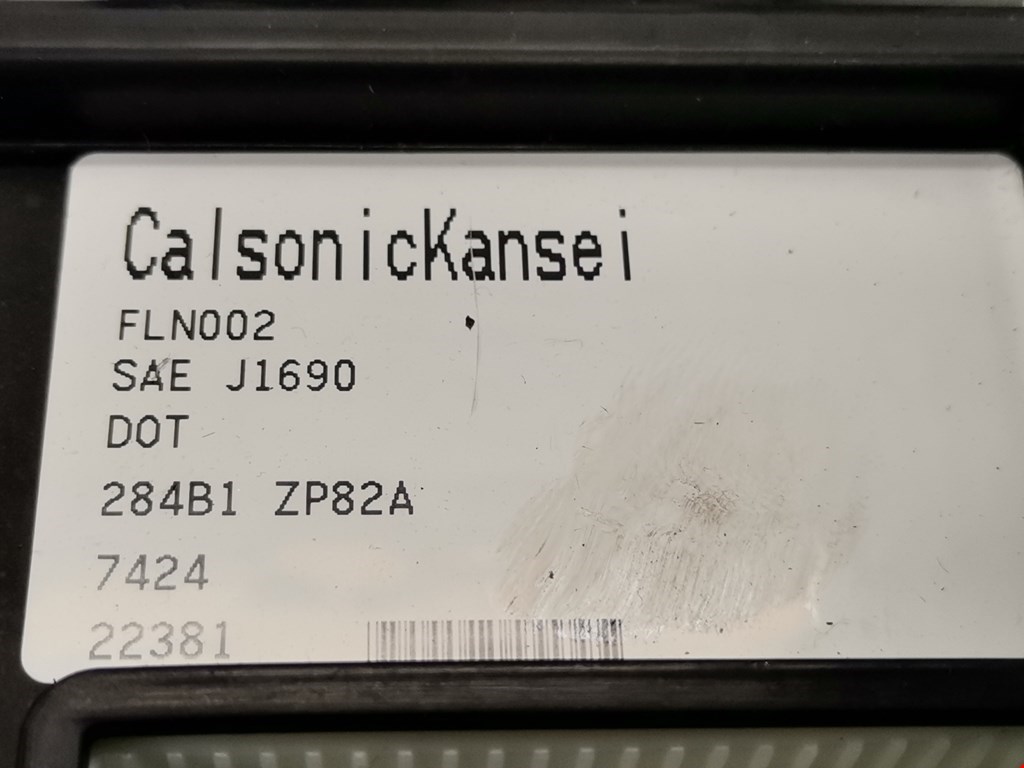 CalsonicKansei
FLN002
SAE J1690
DOT
284B1 ZP82A
7424
22381